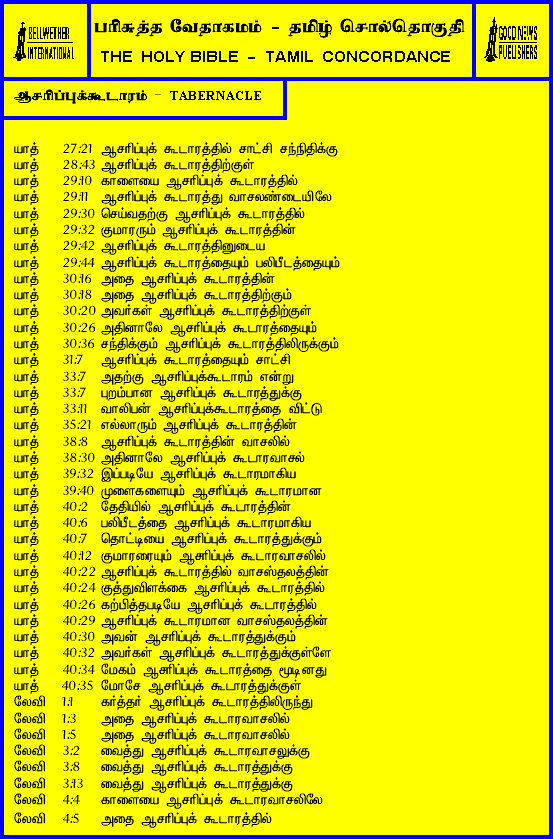 BELLWETHER INTERNATIONAL
பரிசுத்த வேதாகமம் - தமிழ் சொல்தொகுதி
THE HOLY BIBLE - TAMIL CONCORDANCE
GOOD NEWS PUBLISHERS
ஆசரிப்புக்கூடாரம் - TABERNACLE
யாத் 27:21 ஆசரிப்புக் கூடாரத்தில் சாட்சி சந்நிதிக்கு
யாத் 28:43 ஆசரிப்புக் கூடாரத்திற்குள்
யாத் 29:10 காளையை ஆசரிப்புக் கூடாரத்தில்
யாத் 29:11 ஆசரிப்புக் கூடாரத்து வாசலண்டையிலே
யாத் 29:30 செய்வதற்கு ஆசரிப்புக் கூடாரத்தில்
யாத் 29:32 குமாரரும் ஆசரிப்புக் கூடாரத்தின்
யாத் 29:42 ஆசரிப்புக் கூடாரத்தினுடைய
யாத் 29:44 ஆசரிப்புக் கூடாரத்தையும் பலிபீடத்தையும்
யாத் 30:16 அதை ஆசரிப்புக் கூடாரத்தின்
யாத் 30:18 அதை ஆசரிப்புக் கூடாரத்திற்கும்
யாத் 30:20 அவர்கள் ஆசரிப்புக் கூடாரத்திற்குள்
யாத் 30:26 அதினாலே ஆசரிப்புக் கூடாரத்தையும்
யாத் 30:36 சந்திக்கும் ஆசரிப்புக் கூடாரத்திலிருக்கும்
யாத் 31:7 ஆசரிப்புக் கூடாரத்தையும் சாட்சி
யாத் 33:7 அதற்கு ஆசரிப்புக்கூடாரம் என்று
யாத் 33:7 புறம்பான ஆசரிப்புக் கூடாரத்துக்கு
யாத் 33:11 வாலிபன் ஆசரிப்புக்கூடாரத்தை விட்டு
யாத் 35:21 எல்லாரும் ஆசரிப்புக் கூடாரத்தின்
யாத் 38:8 ஆசரிப்புக் கூடாரத்தின் வாசலில்
யாத் 38:30 அதினாலே ஆசரிப்புக் கூடாரவாசல்
யாத் 39:32 இப்படியே ஆசரிப்புக் கூடாரமாகிய
யாத் 39:40 முளைகளையும் ஆசரிப்புக் கூடாரமான
யாத் 40:2 தேதியில் ஆசரிப்புக் கூடாரத்தின்
யாத் 40:6 பலிபீடத்தை ஆசரிப்புக் கூடாரமாகிய
யாத் 40:7 தொட்டியை ஆசரிப்புக் கூடாரத்துக்கும்
யாத் 40:12 குமாரரையும் ஆசரிப்புக் கூடாரவாசலில்
யாத் 40:22 ஆசரிப்புக் கூடாரத்தில் வாசஸ்தலத்தின்
யாத் 40:24 குத்துவிளக்கை ஆசரிப்புக் கூடாரத்தில்
யாத் 40:26 கற்பித்தபடியே ஆசரிப்புக் கூடாரத்தில்
யாத் 40:29 ஆசரிப்புக் கூடாரமான வாசஸ்தலத்தின்
யாத் 40:30 அவன் ஆசரிப்புக் கூடாரத்துக்கும்
யாத் 40:32 அவர்கள் ஆசரிப்புக் கூடாரத்துக்குள்ளே
யாத் 40:34 மேகம் ஆசரிப்புக் கூடாரத்தை மூடினது
யாத் 40:35 மோசே ஆசரிப்புக் கூடாரத்துக்குள்
லேவி 1:1 கர்த்தர் ஆசரிப்புக் கூடாரத்திலிருந்து
லேவி 1:3 அதை ஆசரிப்புக் கூடாரவாசலில்
லேவி 1:5 அதை ஆசரிப்புக் கூடாரவாசலில்
லேவி 3:2 வைத்து ஆசரிப்புக் கூடாரவாசலுக்கு
லேவி 3:8 வைத்து ஆசரிப்புக் கூடாரத்துக்கு
லேவி 3:13 வைத்து ஆசரிப்புக் கூடாரத்துக்கு
லேவி 4:4 காளையை ஆசரிப்புக் கூடாரவாசலிலே
லேவி 4:5 அதை ஆசரிப்புக் கூடாரத்தில்